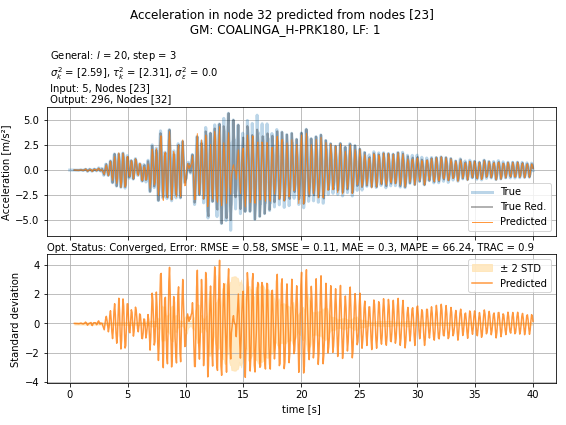 Acceleration in node 32 predicted from nodes [23]
GM: COALINGA_H-PRK180, LF: 1
General: l = 20, step = 3
σ²ₖ = [2.59], τ²ₖ = [2.31], σ²ε = 0.0
Input: 5, Nodes [23]
Output: 296, Nodes [32]
Acceleration [m/s²]
5.0
2.5
0.0
−2.5
−5.0
True
True Red.
Predicted
Opt. Status: Converged, Error: RMSE = 0.58, SMSE = 0.11, MAE = 0.3, MAPE = 66.24, TRAC = 0.9
Standard deviation
4
2
0
−2
−4
± 2 STD
Predicted
0 5 10 15 20 25 30 35 40
time [s]